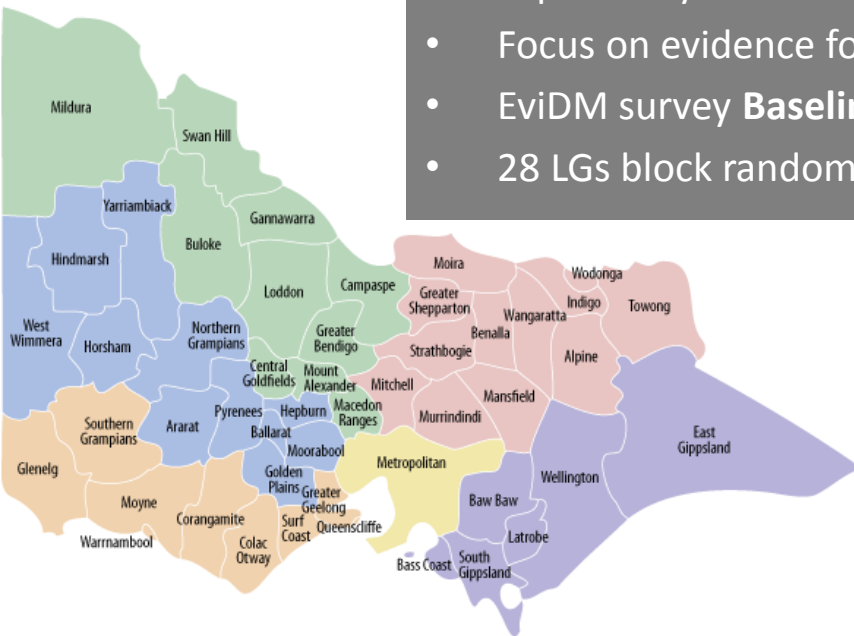 • Focus on evidence fo
• EviDM survey Baselin
• 28 LGs block random
Mildura
Swan Hill
Yarriambiack
Gannawarra
Buloke
Hindmarsh
Loddon
Campaspe
Moira
Wodonga
Greater
Shepparton
Indigo
Towong
Wangaratta
Benalla
West
Wimmera
Horsham
Northern
Grampians
Greater
Bendigo
Strathbogie
Alpine
Central
Goldfields
Mount
Alexander
Mitchell
Mansfield
Southern
Grampians
Ararat
Pyrenees
Hepburn
Macedon
Ranges
Murrindindi
Ballarat
Moorabool
Metropolitan
East
Gippsland
Glenelg
Golden
Plains
Wellington
Moyne
Greater
Geelong
Baw Baw
Corangamite
Surf
Coast
Queenscliffe
Warrnambool
Colac
Otway
Latrobe
Bass Coast
South
Gippsland